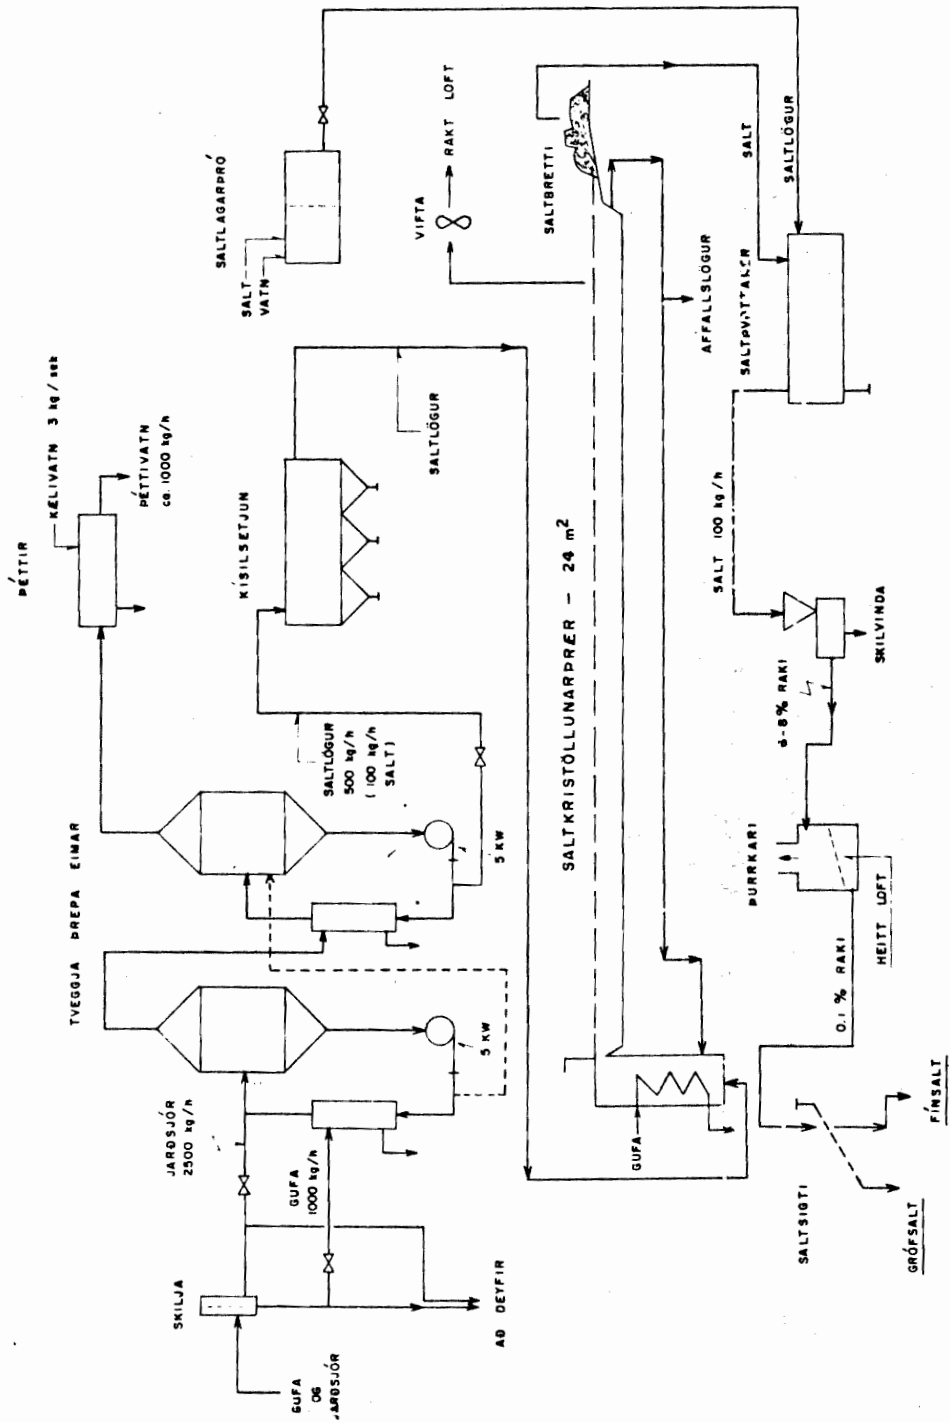 GUFA
OG
JARÐSJÓR
SKILJA
AÐ DEYFIR
JARÐSJÓR
2500 kg/h
GUFA
1000 kg/h
TVEGGJA ÞREPA EIMAR
5 KW
5 KW
ÞÉTTIR
KÆLIVATN 3 kg/sek
ÞÉTTIVATN
ca. 1000 kg/h
SALTLÖGUR
500 kg/h
(100 kg/h
SALT)
KÍSILSETJUN
SALTLÖGUR
SALTLAGARÞRÓ
SALT
VATN
VIFTA
RAKT LOFT
SALTBRETTI
SALTKRISTÖLLUNARÞRÆR - 24 m²
GUFA
AFFALLSLÖGUR
SALT
SALTLÖGUR
SALTÞVOTTAKER
SALT 100 kg/h
SKILVINDA
6-8% RAKI
ÞURRKARI
HEITT LOFT
0.1 % RAKI
SALTSIGTI
GRÓFSALT
FÍNSALT